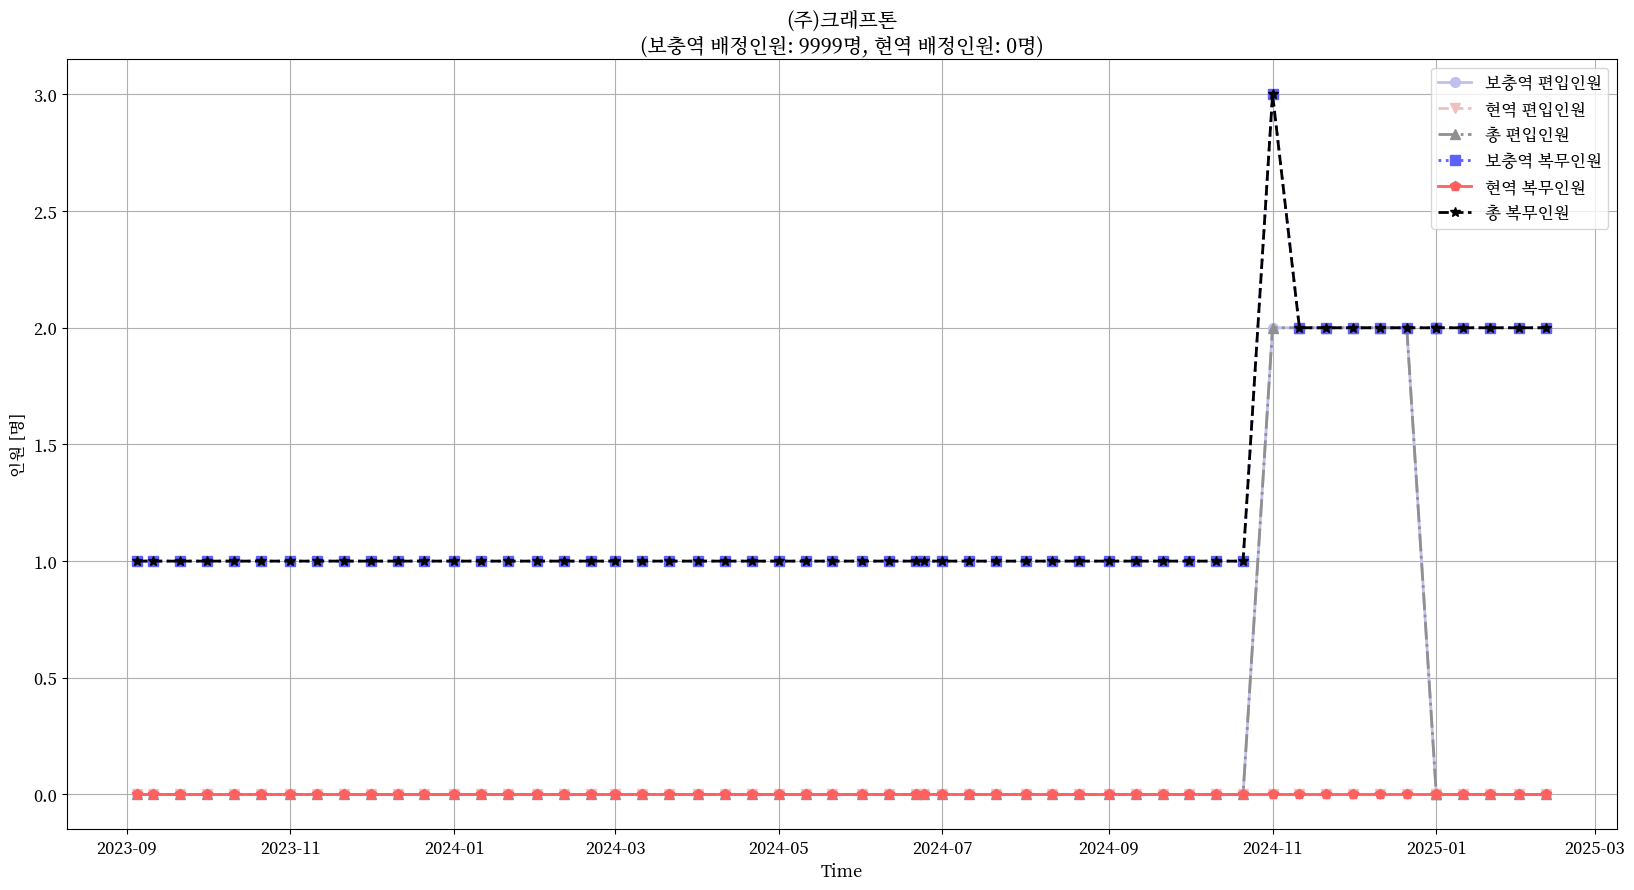 (주)크래프톤
(보충역 배정인원: 9999명, 현역 배정인원: 0명)
보충역 편입인원
현역 편입인원
총 편입인원
보충역 복무인원
현역 복무인원
총 복무인원
인원 [명]
3.0
2.5
2.0
1.5
1.0
0.5
0.0
2023-09 2023-11 2024-01 2024-03 2024-05 2024-07 2024-09 2024-11 2025-01 2025-03
Time